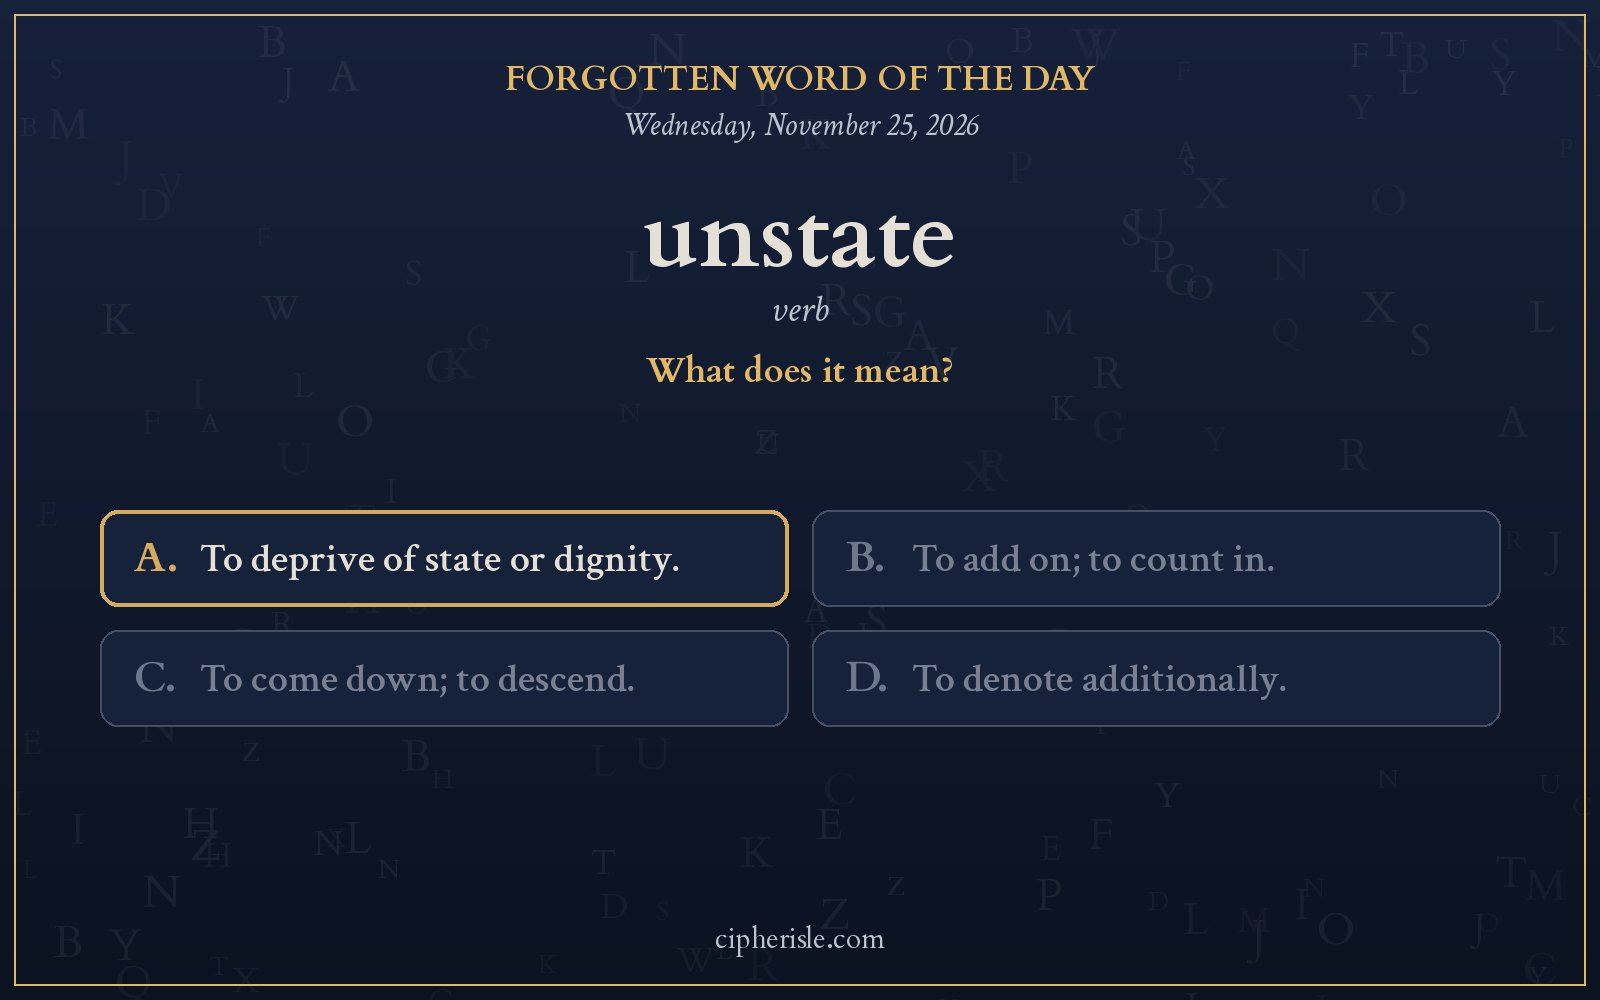 FORGOTTEN WORD OF THE DAY
Wednesday, November 25, 2026
unstate
verb
What does it mean?
A. To deprive of state or dignity.
B. To add on; to count in.
C. To come down; to descend.
D. To denote additionally.
cipherisle.com